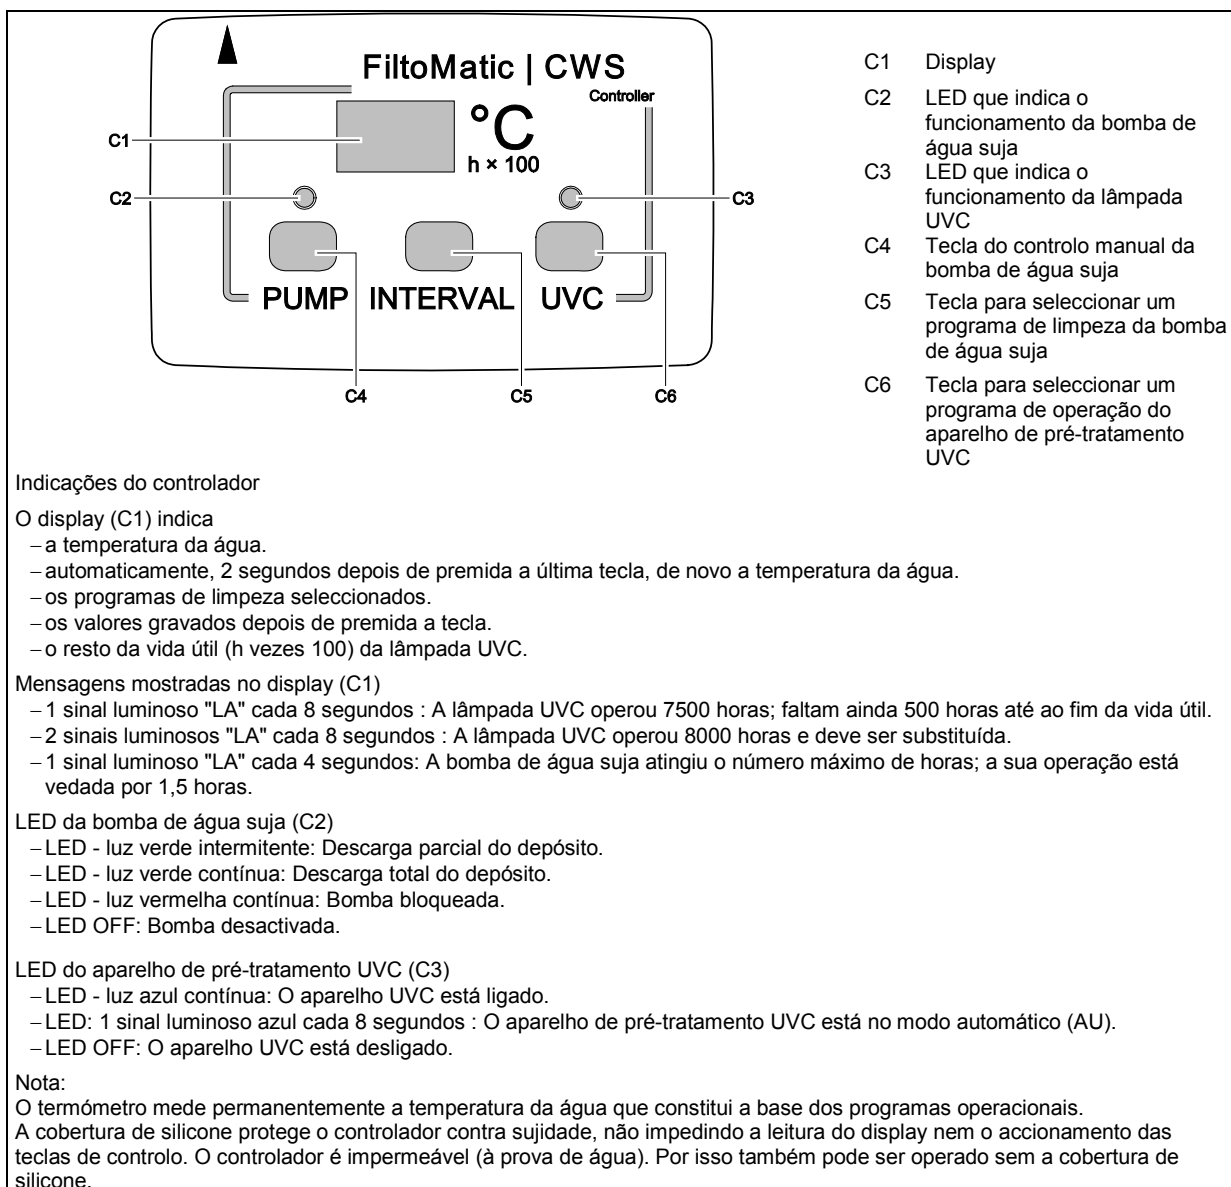 FiltoMatic | CWS
Controller
°C
h × 100
C1
C2
C3
PUMP INTERVAL UVC
C4
C5
C6
C1 Display
C2 LED que indica o
funcionamento da bomba de
água suja
C3 LED que indica o
funcionamento da lâmpada
UVC
C4 Tecla do controlo manual da
bomba de água suja
C5 Tecla para seleccionar um
programa de limpeza da bomba
de água suja
C6 Tecla para seleccionar um
programa de operação do
aparelho de pré-tratamento
UVC
Indicações do controlador
O display (C1) indica
– a temperatura da água.
– automaticamente, 2 segundos depois de premida a última tecla, de novo a temperatura da água.
– os programas de limpeza seleccionados.
– os valores gravados depois de premida a tecla.
– o resto da vida útil (h vezes 100) da lâmpada UVC.
Mensagens mostradas no display (C1)
– 1 sinal luminoso "LA" cada 8 segundos : A lâmpada UVC operou 7500 horas; faltam ainda 500 horas até ao fim da vida útil.
– 2 sinais luminosos "LA" cada 8 segundos : A lâmpada UVC operou 8000 horas e deve ser substituída.
– 1 sinal luminoso "LA" cada 4 segundos: A bomba de água suja atingiu o número máximo de horas; a sua operação está
vedada por 1,5 horas.
LED da bomba de água suja (C2)
– LED - luz verde intermitente: Descarga parcial do depósito.
– LED - luz verde contínua: Descarga total do depósito.
– LED - luz vermelha contínua: Bomba bloqueada.
– LED OFF: Bomba desactivada.
LED do aparelho de pré-tratamento UVC (C3)
– LED - luz azul contínua: O aparelho UVC está ligado.
– LED: 1 sinal luminoso azul cada 8 segundos : O aparelho de pré-tratamento UVC está no modo automático (AU).
– LED OFF: O aparelho UVC está desligado.
Nota:
O termómetro mede permanentemente a temperatura da água que constitui a base dos programas operacionais.
A cobertura de silicone protege o controlador contra sujidade, não impedindo a leitura do display nem o accionamento das
teclas de controlo. O controlador é impermeável (à prova de água). Por isso também pode ser operado sem a cobertura de
silicone.